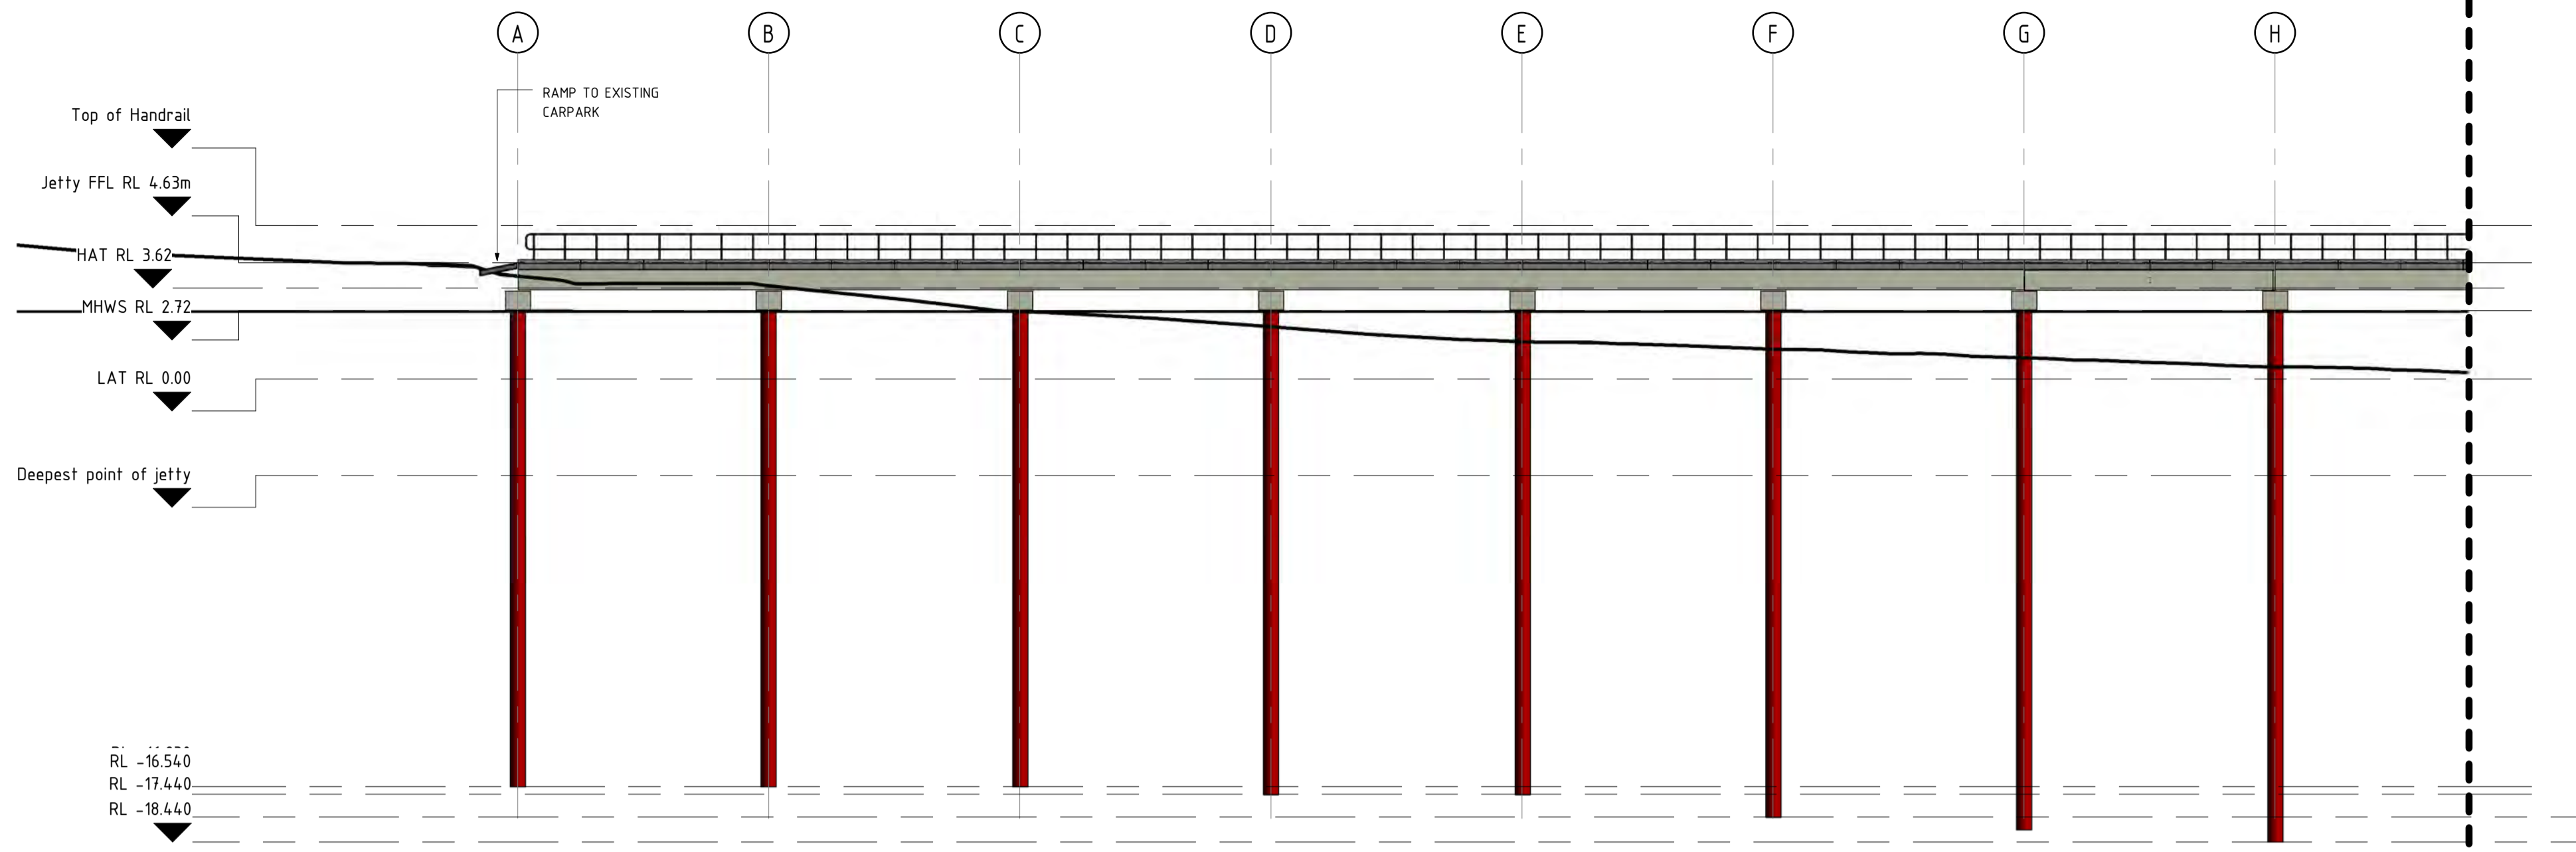 A B C D E F G H
RAMP TO EXISTING
CARPARK
Top of Handrail
Jetty FFL RL 4.63m
HAT RL 3.62
MHWS RL 2.72
LAT RL 0.00
Deepest point of jetty
RL -16.540
RL -17.440
RL -18.440